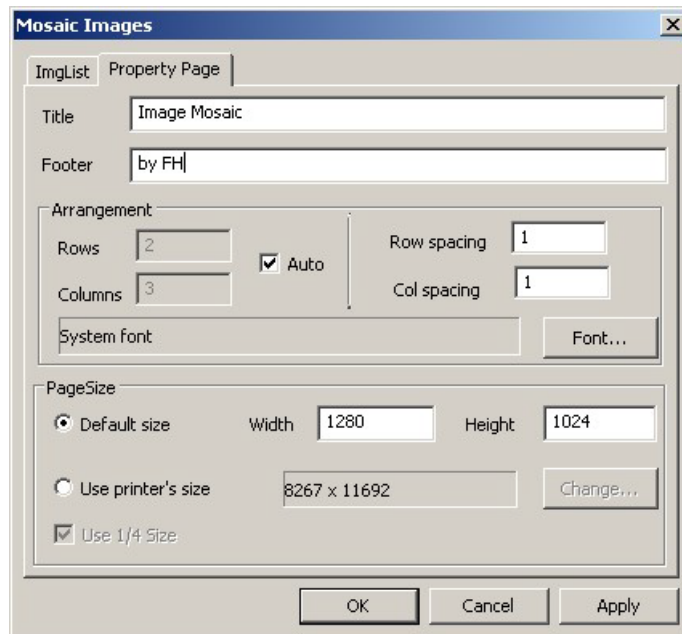 Mosaic Images
ImgList Property Page
Title Image Mosaic
Footer by FH
Arrangement
Rows 2
Columns 3
Auto
Row spacing 1
Col spacing 1
System font Font...
PageSize
Default size Width 1280 Height 1024
Use printer's size 8267 x 11692 Change...
Use 1/4 Size
OK Cancel Apply